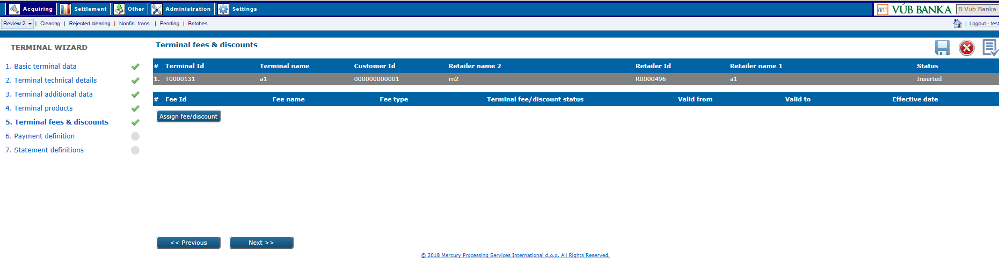 Acquiring Settlement Other Administration Settings VÚB BANKA B Vub Banka
Review 2 | Clearing | Rejected clearing | Nonfin. trans. | Pending | Batches | Logout - test
TERMINAL WIZARD
1. Basic terminal data
2. Terminal technical details
3. Terminal additional data
4. Terminal products
5. Terminal fees & discounts
6. Payment definition
7. Statement definitions
Terminal fees & discounts
# Terminal Id Terminal name Customer Id Retailer name 2 Retailer Id Retailer name 1 Status
1. T0000131 a1 000000000001 rn2 R0000496 a1 Inserted
# Fee Id Fee name Fee type Terminal fee/discount status Valid from Valid to Effective date
Assign fee/discount
<< Previous Next >>
© 2018 Mercury Processing Services International d.o.o. All Rights Reserved.